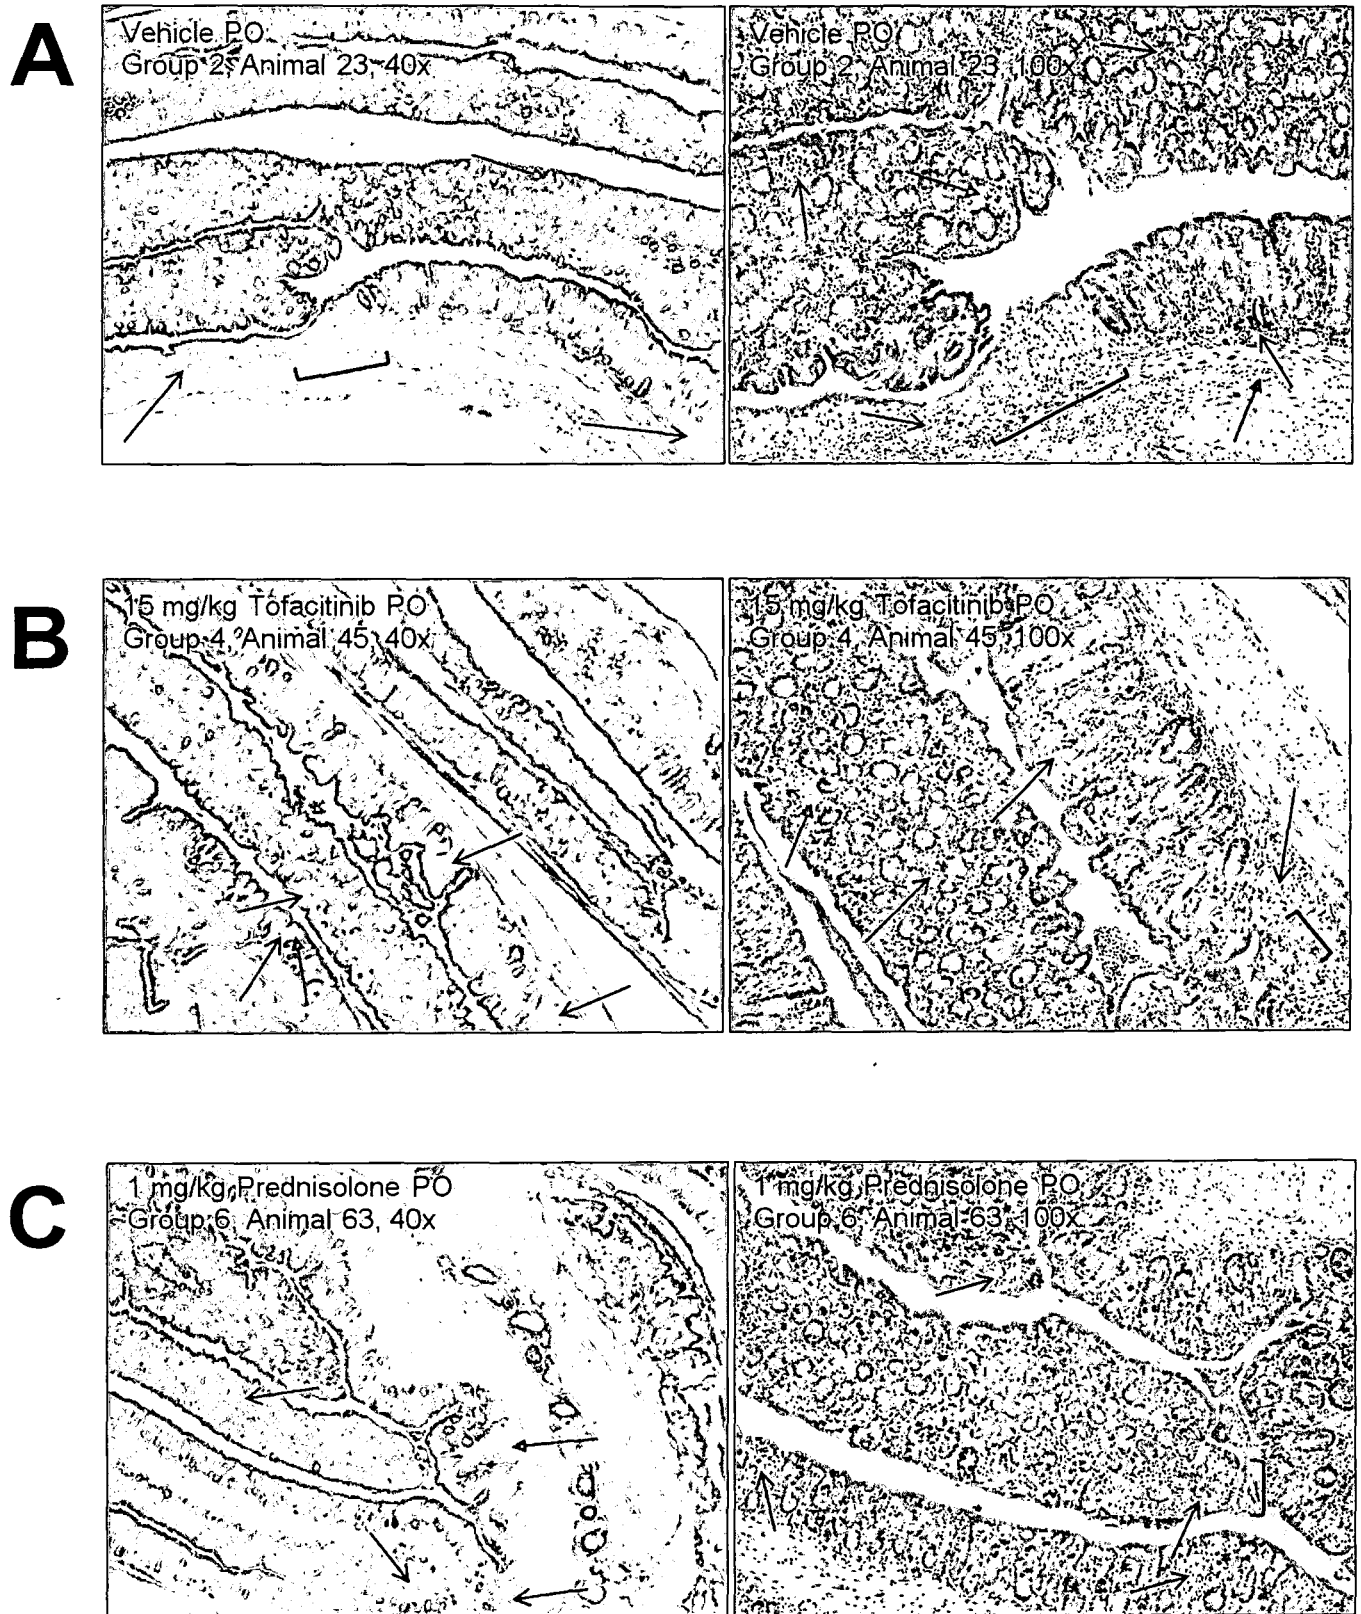 A
Vehicle PO
Group 2, Animal 23, 40x
Vehicle PO
Group 2, Animal 23, 100x
B
15 mg/kg Tofacitinib PO
Group 4, Animal 45, 40x
15 mg/kg Tofacitinib PO
Group 4, Animal 45, 100x
C
1 mg/kg Prednisolone PO
Group 6, Animal 63, 40x
1 mg/kg Prednisolone PO
Group 6, Animal 63, 100x